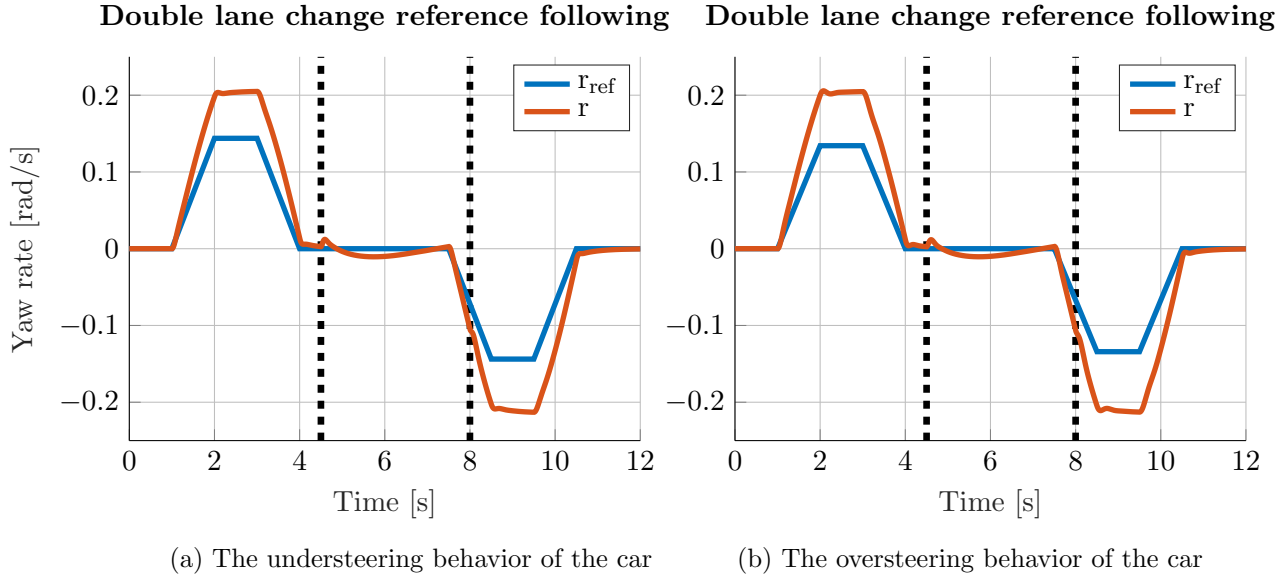 Double lane change reference following
Double lane change reference following
0.2
0.1
0
−0.1
−0.2
Yaw rate [rad/s]
r_ref
r
0 2 4 6 8 10 12
Time [s]
0.2
0.1
0
−0.1
−0.2
r_ref
r
0 2 4 6 8 10 12
Time [s]
(a) The understeering behavior of the car
(b) The oversteering behavior of the car